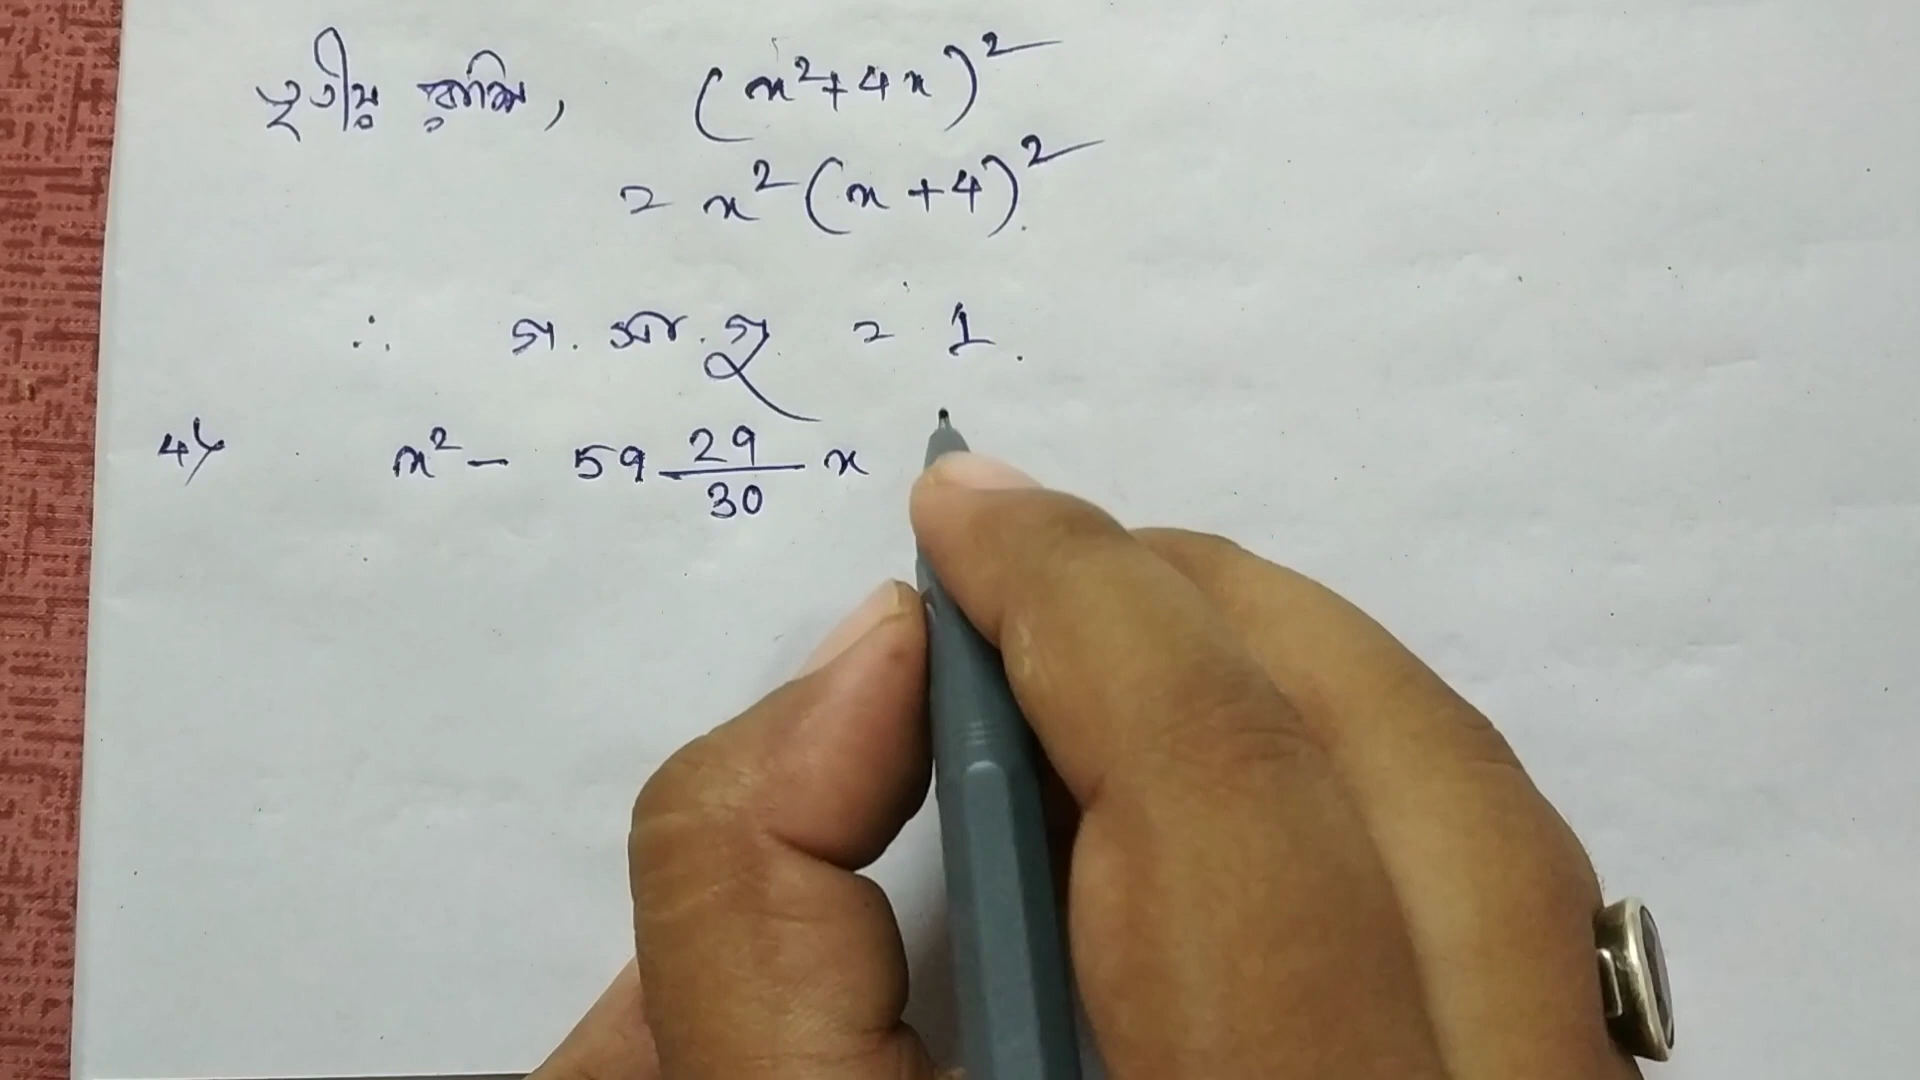 তৃতীয় রাশি, (x²+4x)²
= x²(x+4)²
∴ গ.সা.গু = 1.
4) x² - 59 29/30 x